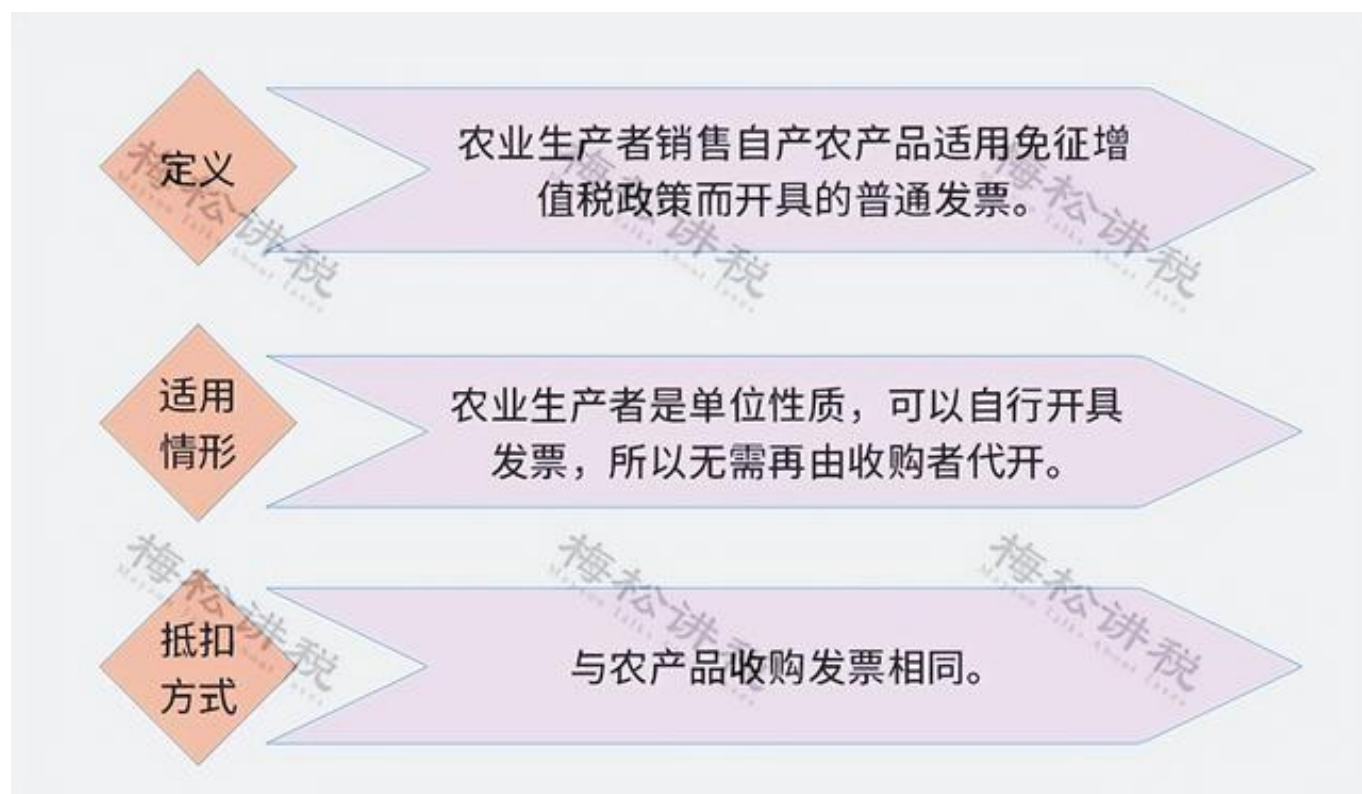 定义
农业生产者销售自产农产品适用免征增
值税政策而开具的普通发票。
适用
情形
农业生产者是单位性质，可以自行开具
发票，所以无需再由收购者代开。
抵扣
方式
与农产品收购发票相同。
梅松讲税
梅松讲税
梅松讲税
梅松讲税
梅松讲税
梅松讲税